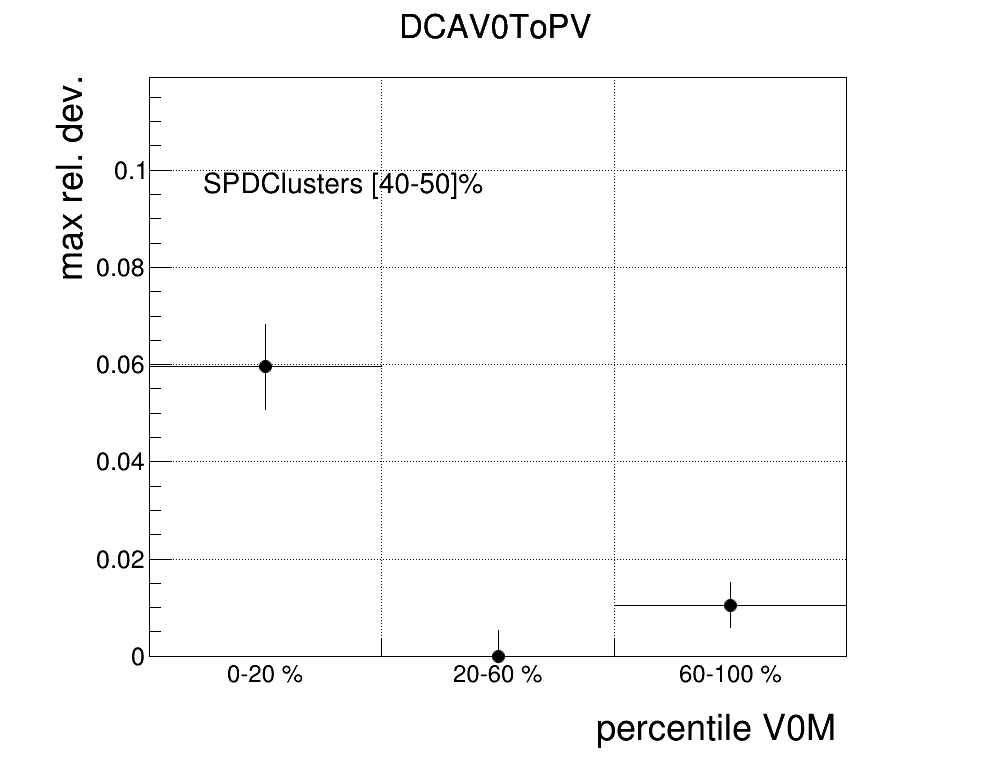 DCAV0ToPV
max rel. dev.
0.1
SPDClusters [40-50]%
0.08
0.06
0.04
0.02
0
0-20 %
20-60 %
60-100 %
percentile V0M